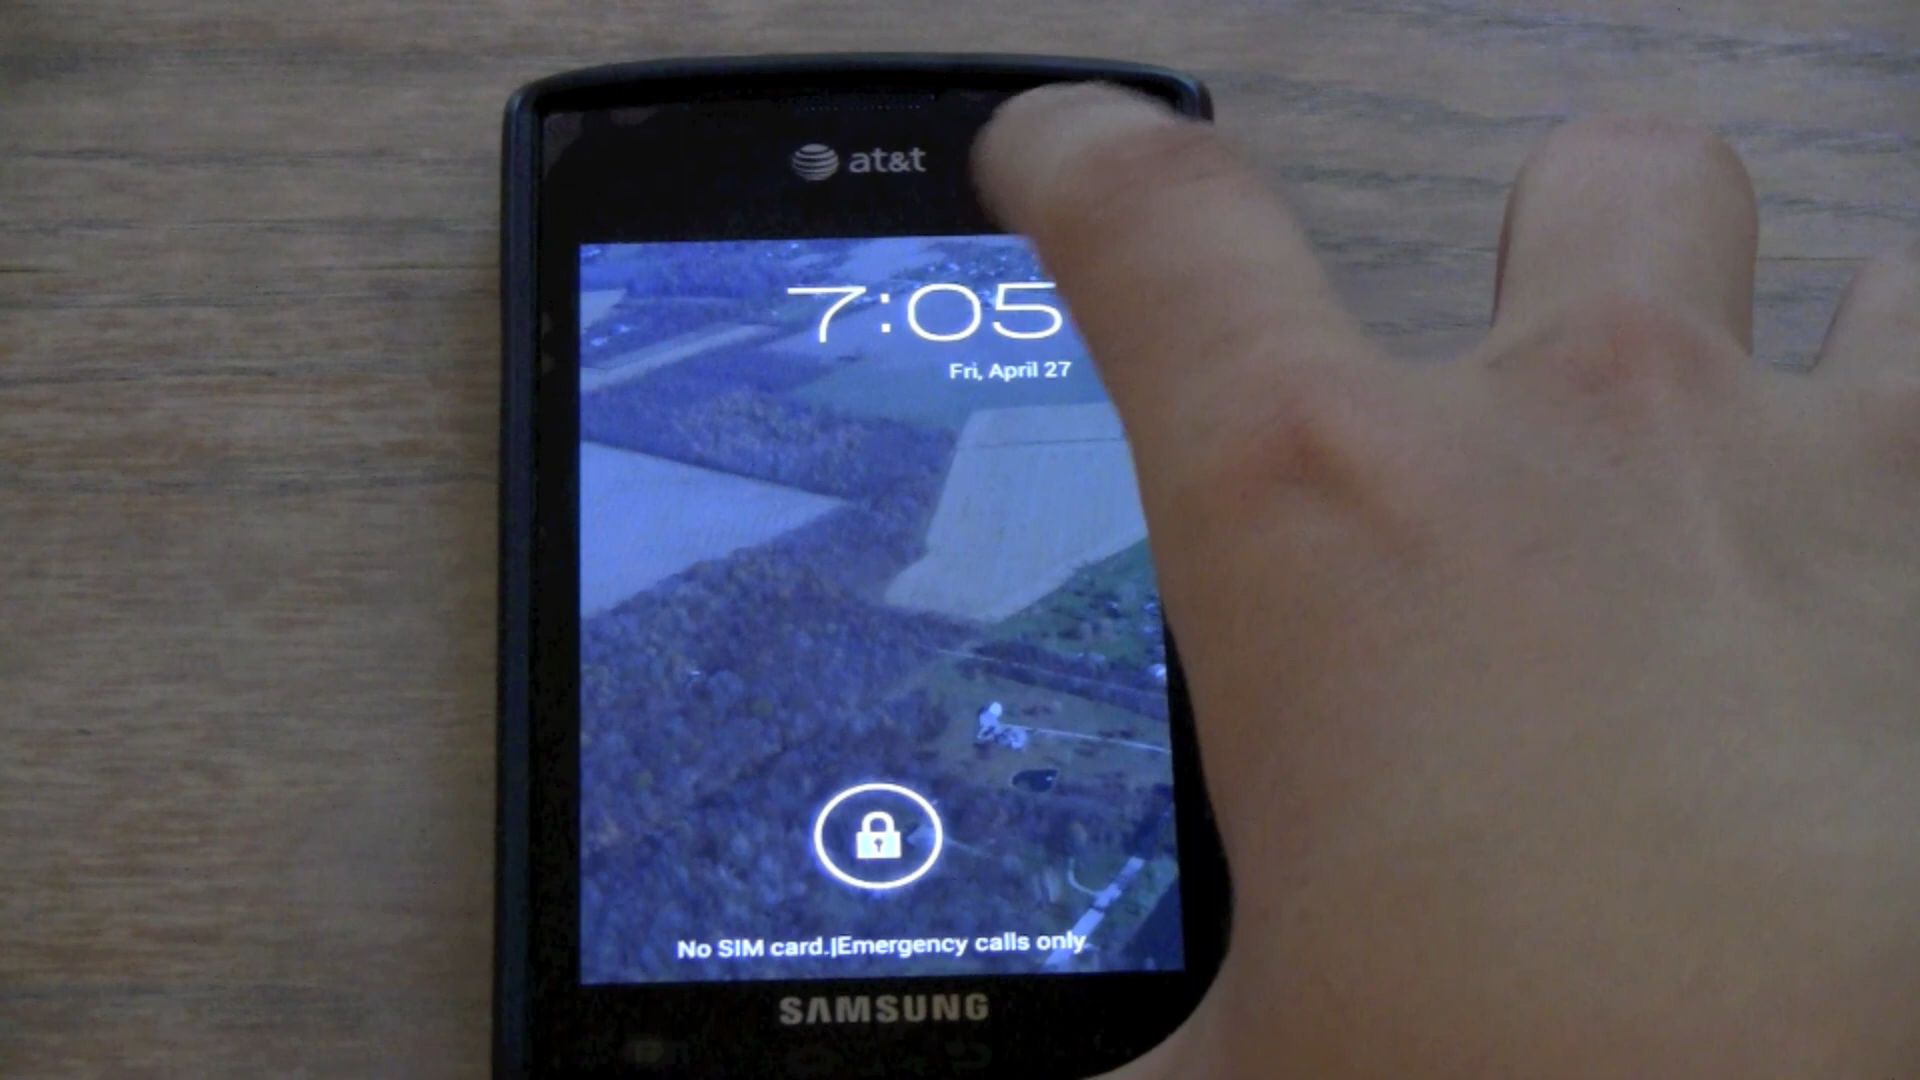 at&t
7:05
Fri, April 27
No SIM card.|Emergency calls only
SAMSUNG